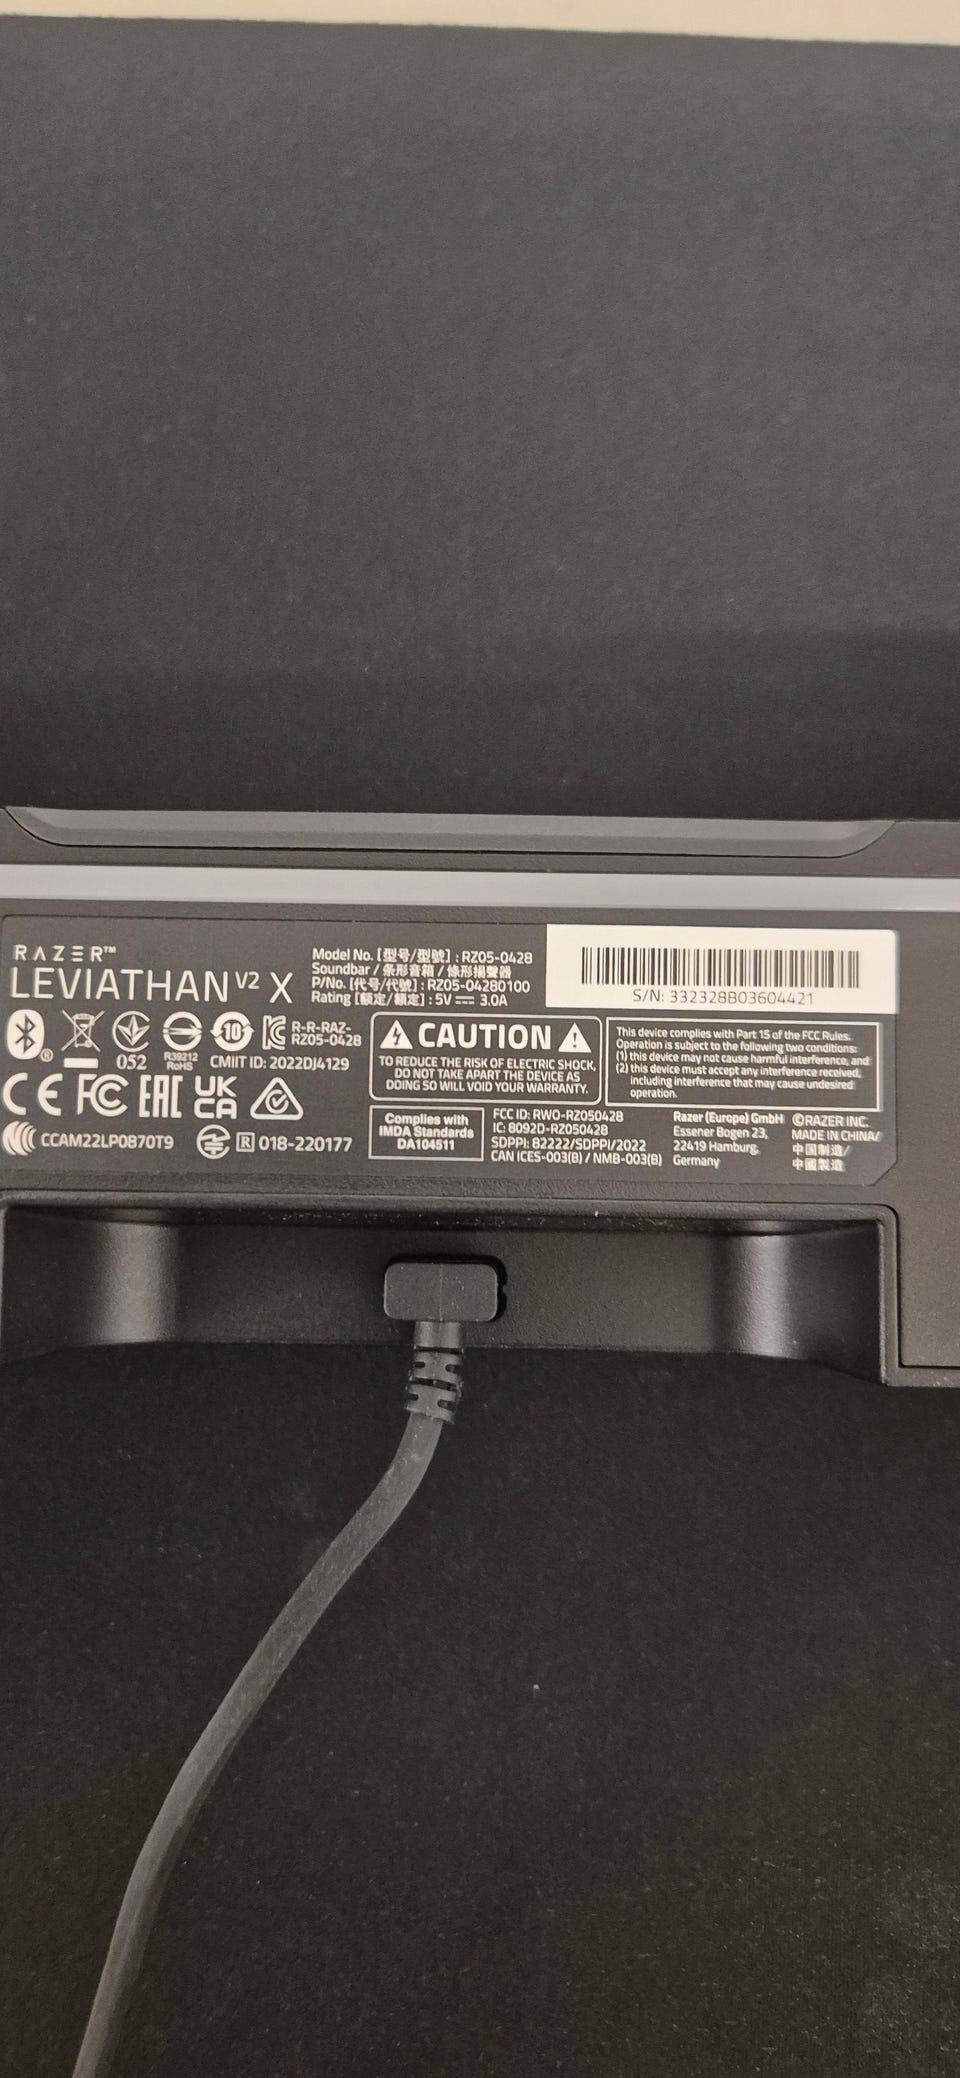 RAZER™
LEVIATHAN V2 X
Model No. [型号/型號] : RZ05-0428
Soundbar / 条形音箱 / 條形揚聲器
P/No. [代号/代號] : RZ05-04280100
Rating [额定/額定] : 5V ⎓ 3.0A
S/N: 332328B03604421
®
052
R39212
RoHS
10
R-R-RAZ-
RZ05-0428
CMIIT ID: 2022DJ4129
CE FC EAC UK
CA
CCAM22LP0870T9
R 018-220177
CAUTION
TO REDUCE THE RISK OF ELECTRIC SHOCK,
DO NOT TAKE APART THE DEVICE AS
DOING SO WILL VOID YOUR WARRANTY.
This device complies with Part 15 of the FCC Rules.
Operation is subject to the following two conditions:
(1) this device may not cause harmful interference, and
(2) this device must accept any interference received,
including interference that may cause undesired
operation.
Complies with
IMDA Standards
DA104511
FCC ID: RWO-RZ050428
IC: 8092D-RZ050428
SDPPI: 82222/SDPPI/2022
CAN ICES-003(B) / NMB-003(B)
Razer (Europe) GmbH
Essener Bogen 23,
22419 Hamburg,
Germany
©RAZER INC.
MADE IN CHINA/
中国制造/
中國製造